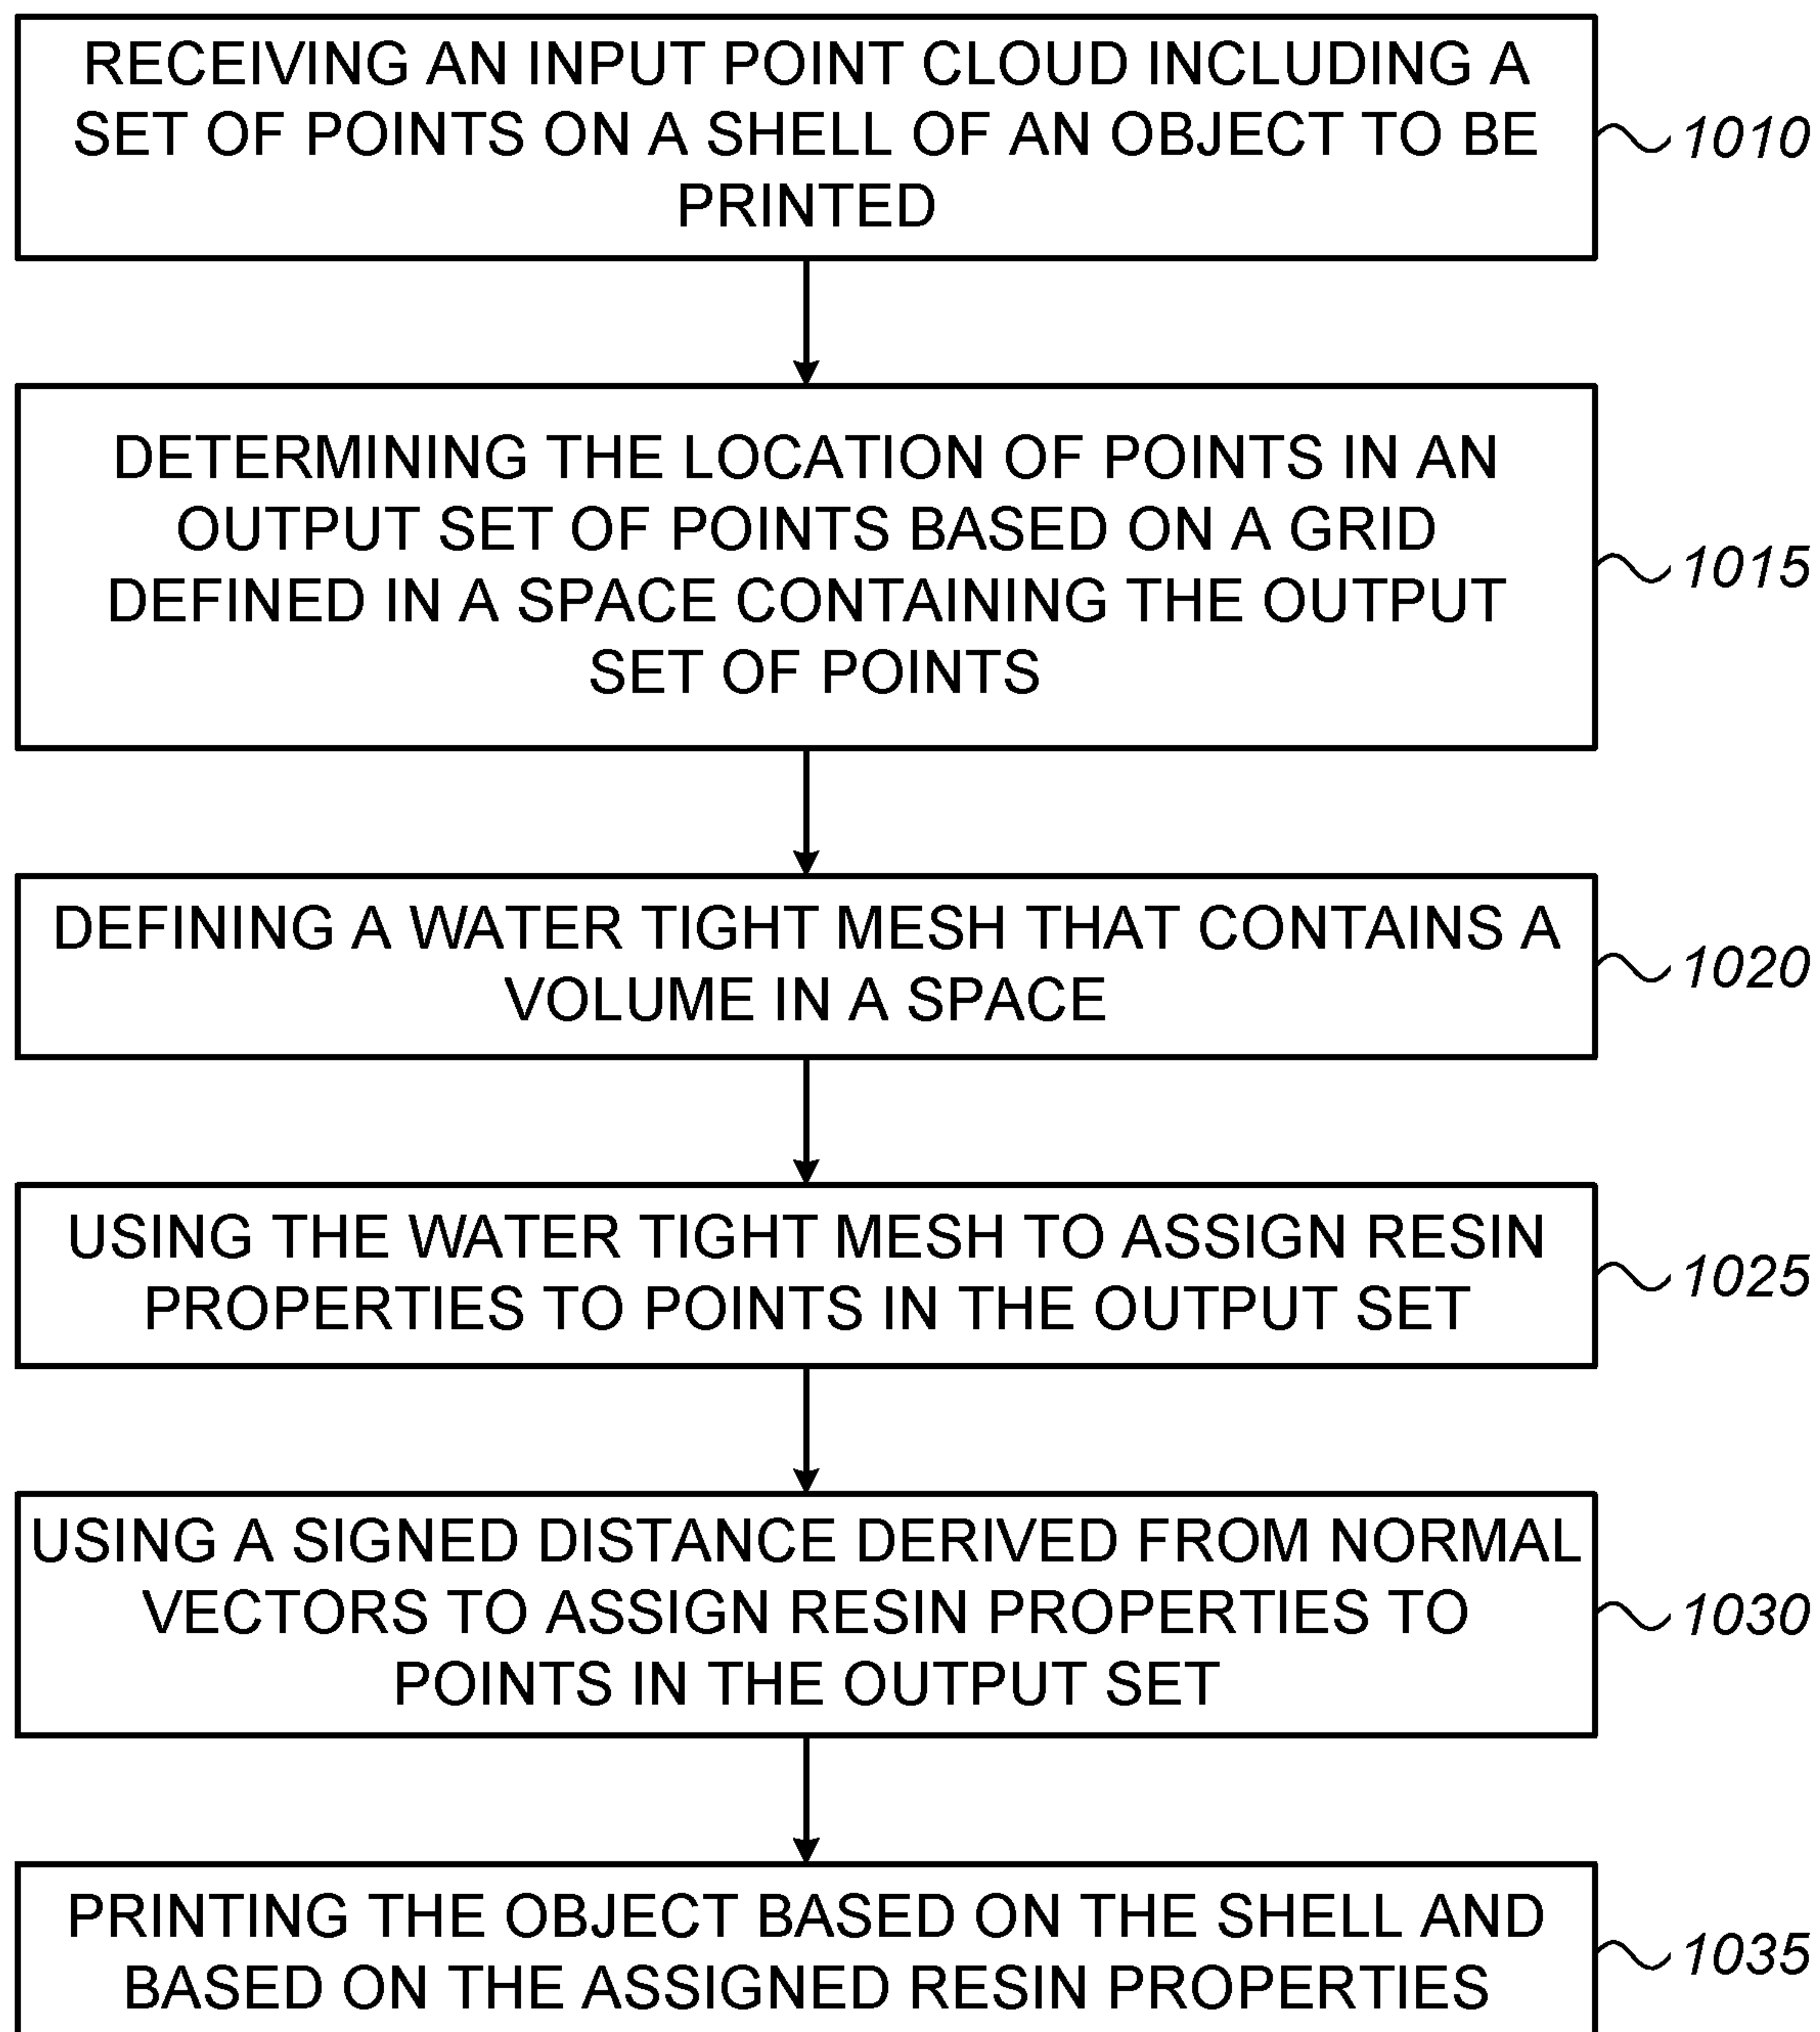 RECEIVING AN INPUT POINT CLOUD INCLUDING A
SET OF POINTS ON A SHELL OF AN OBJECT TO BE
PRINTED
1010
DETERMINING THE LOCATION OF POINTS IN AN
OUTPUT SET OF POINTS BASED ON A GRID
DEFINED IN A SPACE CONTAINING THE OUTPUT
SET OF POINTS
1015
DEFINING A WATER TIGHT MESH THAT CONTAINS A
VOLUME IN A SPACE
1020
USING THE WATER TIGHT MESH TO ASSIGN RESIN
PROPERTIES TO POINTS IN THE OUTPUT SET
1025
USING A SIGNED DISTANCE DERIVED FROM NORMAL
VECTORS TO ASSIGN RESIN PROPERTIES TO
POINTS IN THE OUTPUT SET
1030
PRINTING THE OBJECT BASED ON THE SHELL AND
BASED ON THE ASSIGNED RESIN PROPERTIES
1035